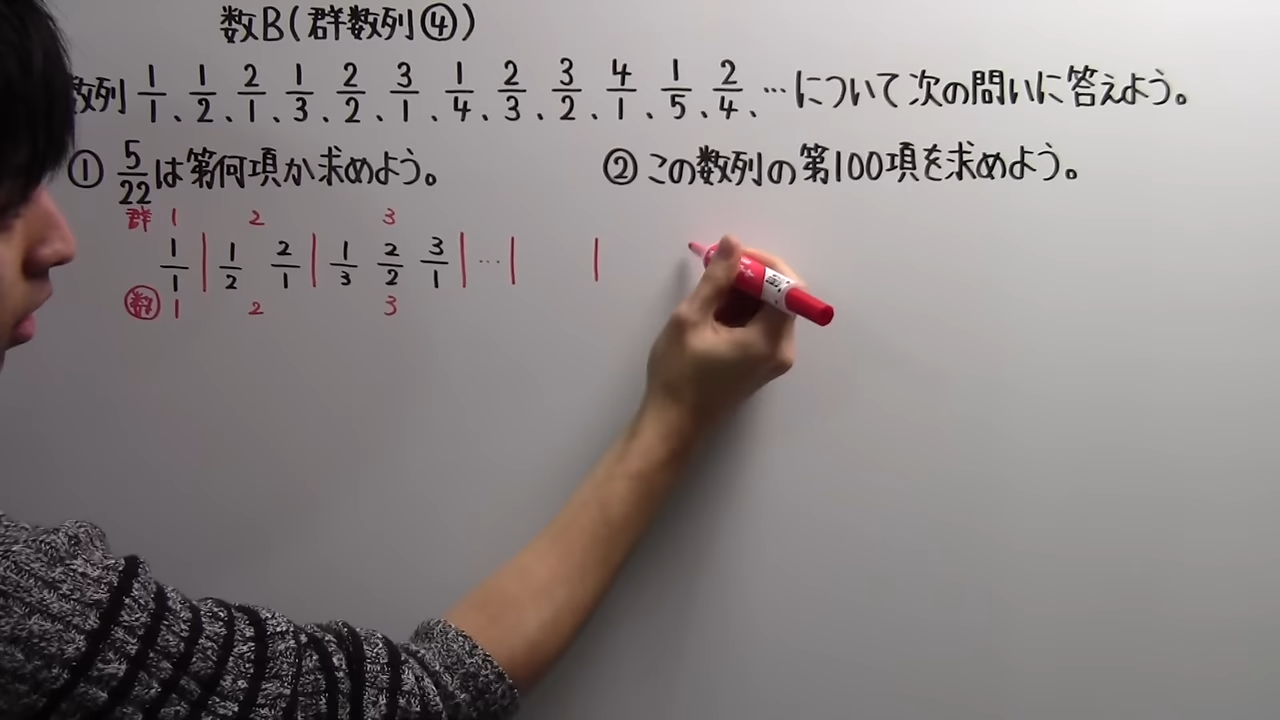 数B(群数列④)
数列 1/1、1/2、2/1、1/3、2/2、3/1、1/4、2/3、3/2、4/1、1/5、2/4、…について次の問いに答えよう。
① 5/22は第何項か求めよう。
② この数列の第100項を求めよう。
群 1 2 3
1/1 | 1/2 2/1 | 1/3 2/2 3/1 | … | |
数 1 2 3